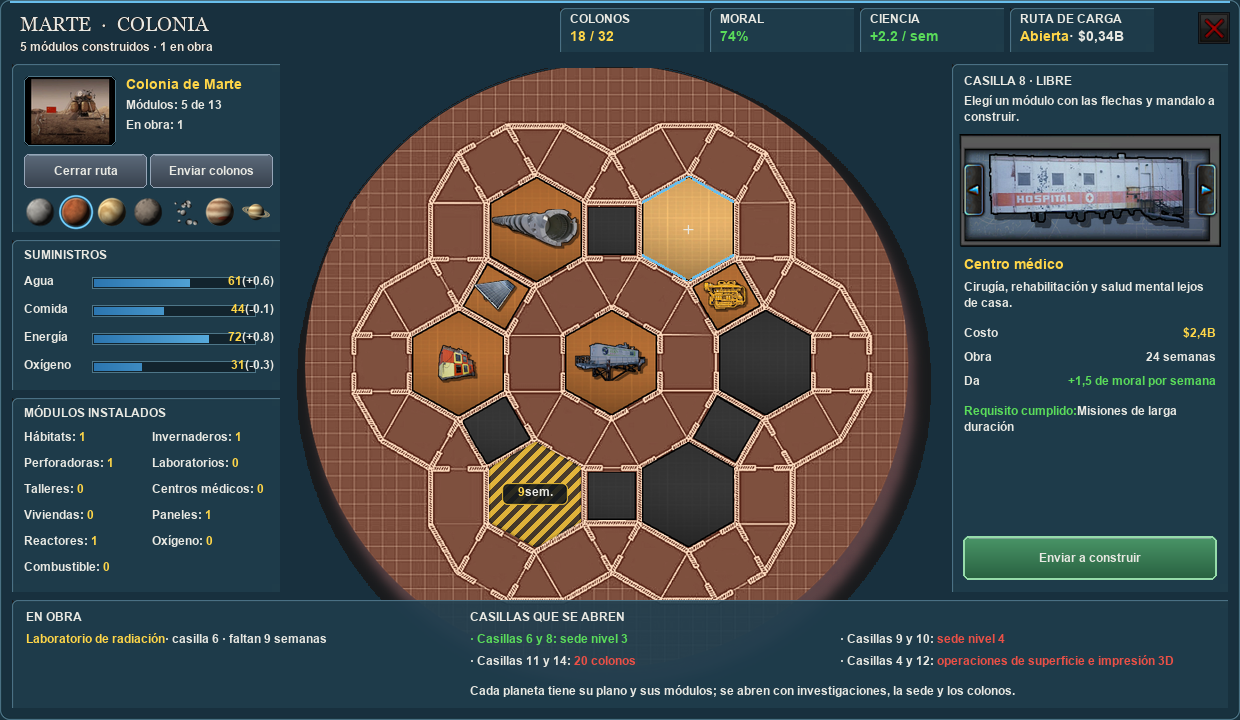 MARTE · COLONIA
5 módulos construidos · 1 en obra
COLONOS
18 / 32
MORAL
74%
CIENCIA
+2.2 / sem
RUTA DE CARGA
Abierta· $0,34B
Colonia de Marte
Módulos: 5 de 13
En obra: 1
Cerrar ruta
Enviar colonos
SUMINISTROS
Agua 61(+0.6)
Comida 44(-0.1)
Energía 72(+0.8)
Oxígeno 31(-0.3)
MÓDULOS INSTALADOS
Hábitats: 1 Invernaderos: 1
Perforadoras: 1 Laboratorios: 0
Talleres: 0 Centros médicos: 0
Viviendas: 0 Paneles: 1
Reactores: 1 Oxígeno: 0
Combustible: 0
9sem.
CASILLA 8 · LIBRE
Elegí un módulo con las flechas y mandalo a
construir.
HOSPITAL
Centro médico
Cirugía, rehabilitación y salud mental lejos
de casa.
Costo $2,4B
Obra 24 semanas
Da +1,5 de moral por semana
Requisito cumplido:Misiones de larga
duración
Enviar a construir
EN OBRA
Laboratorio de radiación· casilla 6 · faltan 9 semanas
CASILLAS QUE SE ABREN
· Casillas 6 y 8: sede nivel 3
· Casillas 9 y 10: sede nivel 4
· Casillas 11 y 14: 20 colonos
· Casillas 4 y 12: operaciones de superficie e impresión 3D
Cada planeta tiene su plano y sus módulos; se abren con investigaciones, la sede y los colonos.